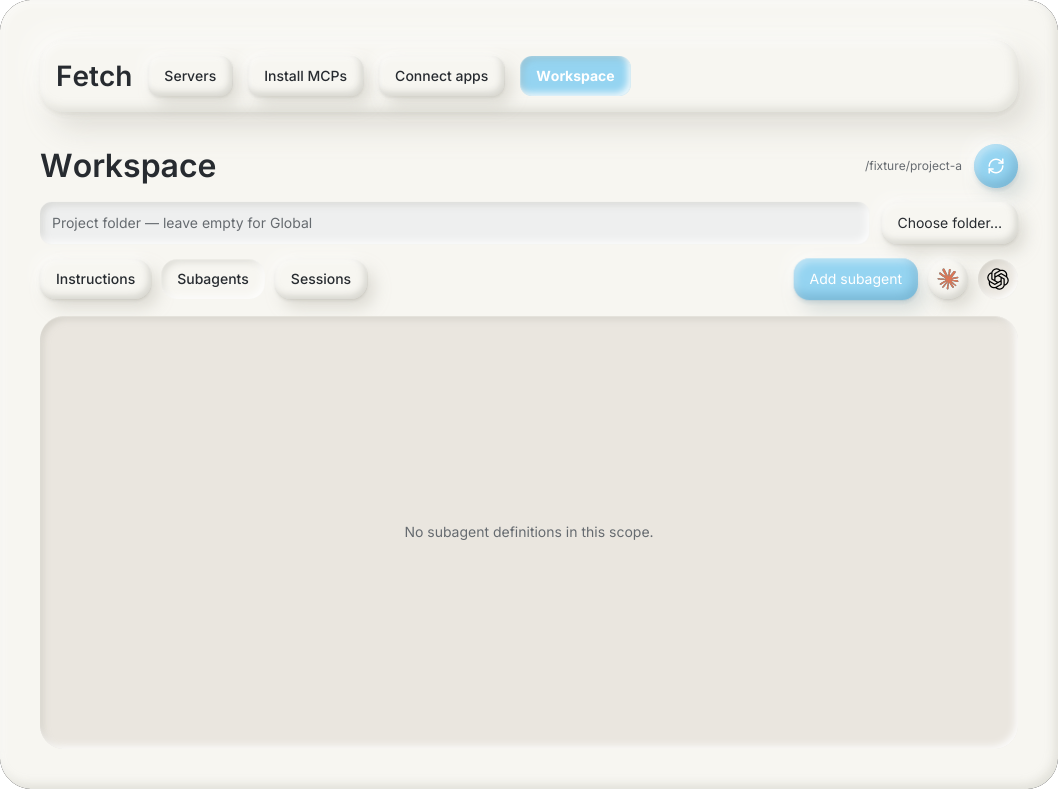 Fetch
Servers
Install MCPs
Connect apps
Workspace
Workspace
/fixture/project-a
Project folder — leave empty for Global
Choose folder...
Instructions
Subagents
Sessions
Add subagent
No subagent definitions in this scope.